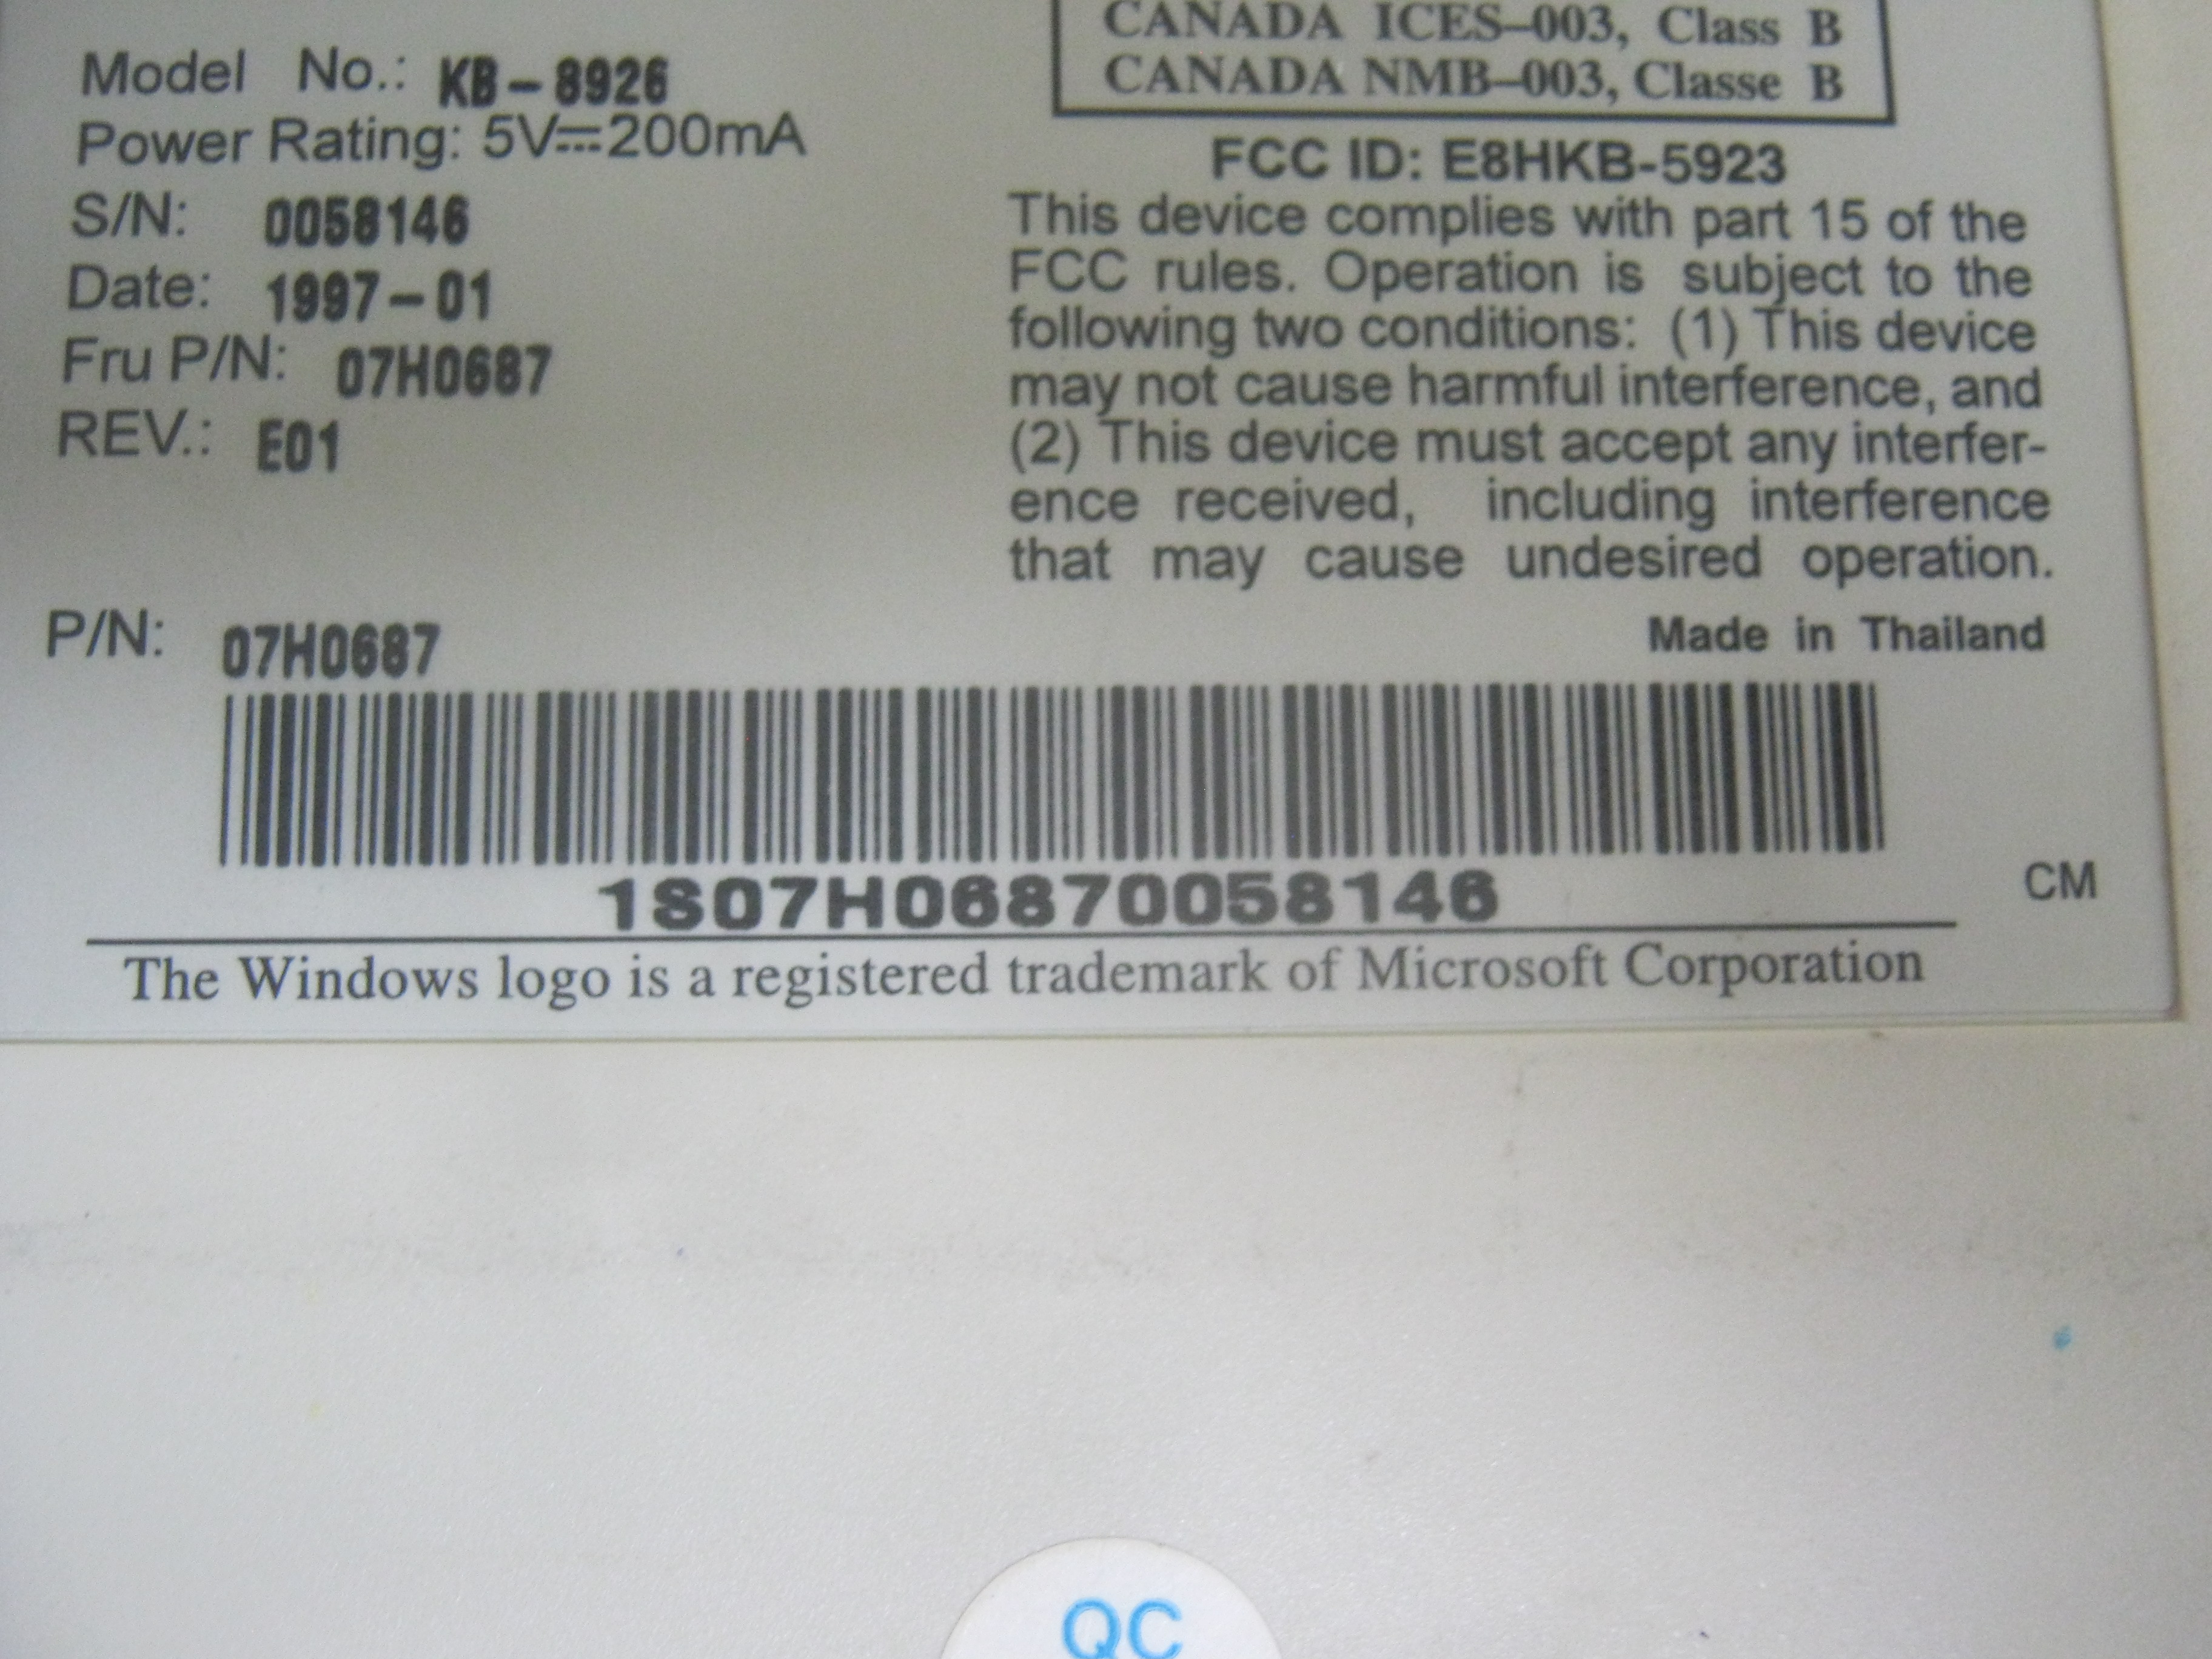 CANADA ICES–003, Class B
CANADA NMB–003, Classe B
Model No.: KB–8926
Power Rating: 5V⎓200mA
S/N: 0058146
Date: 1997–01
Fru P/N: 07H0687
REV.: E01
FCC ID: E8HKB-5923
This device complies with part 15 of the
FCC rules. Operation is subject to the
following two conditions: (1) This device
may not cause harmful interference, and
(2) This device must accept any interfer-
ence received, including interference
that may cause undesired operation.
Made in Thailand
P/N: 07H0687
1S07H06870058146
CM
The Windows logo is a registered trademark of Microsoft Corporation
QC